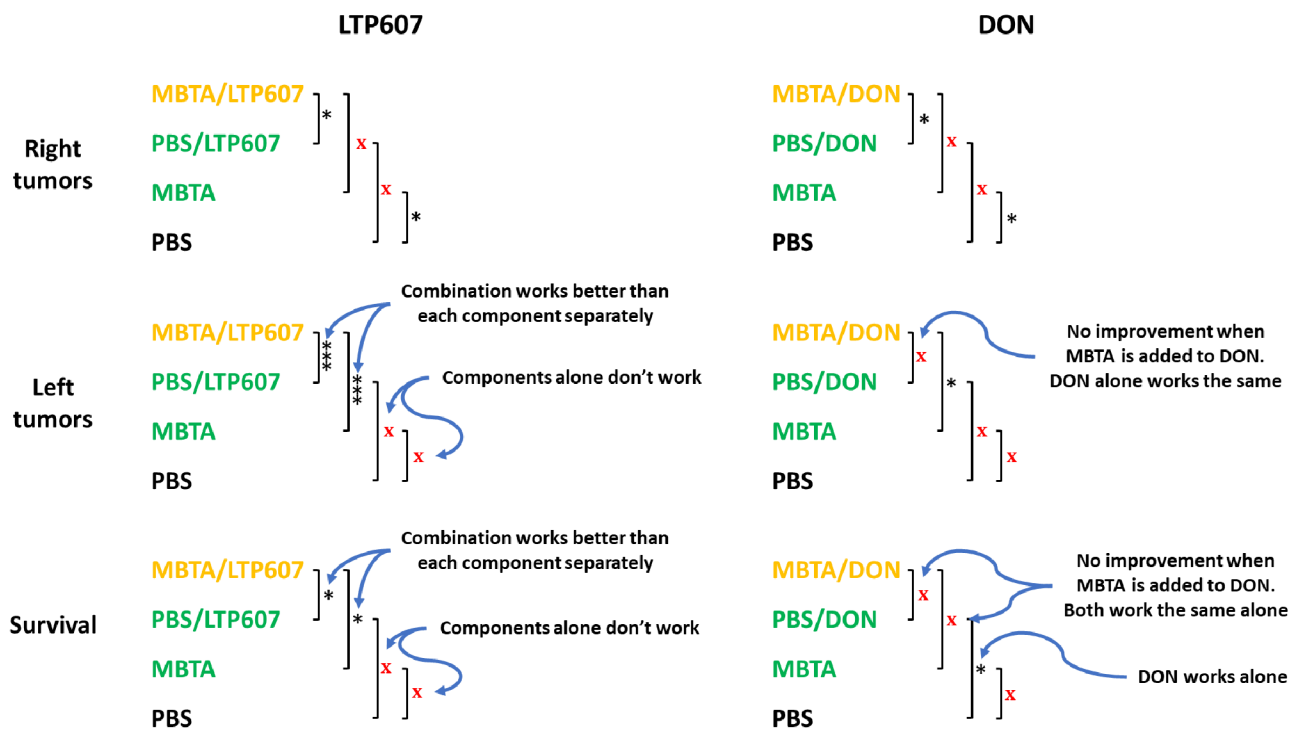 LTP607
DON
Right
tumors
MBTA/LTP607
PBS/LTP607
MBTA
PBS
*
x
x
*
MBTA/DON
PBS/DON
MBTA
PBS
*
x
x
*
Left
tumors
MBTA/LTP607
PBS/LTP607
MBTA
PBS
***
***
x
x
Combination works better than
each component separately
Components alone don't work
MBTA/DON
PBS/DON
MBTA
PBS
x
*
x
x
No improvement when
MBTA is added to DON.
DON alone works the same
Survival
MBTA/LTP607
PBS/LTP607
MBTA
PBS
*
*
x
x
Combination works better than
each component separately
Components alone don't work
MBTA/DON
PBS/DON
MBTA
PBS
x
x
*
x
No improvement when
MBTA is added to DON.
Both work the same alone
DON works alone